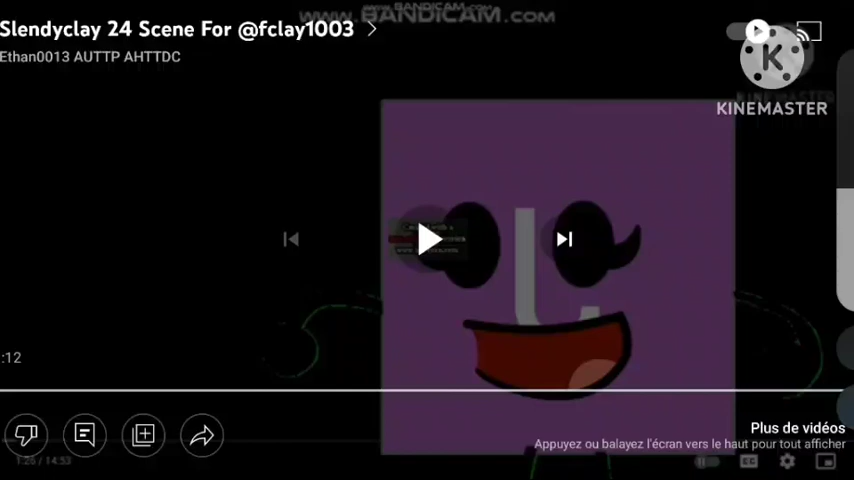 www.BANDICAM.com
Slendyclay 24 Scene For @fclay1003
Ethan0013 AUTTP AHTTDC
KINEMASTER
:12
Plus de vidéos
Appuyez ou balayez l'écran vers le haut pour tout afficher
1:26 / 14:53